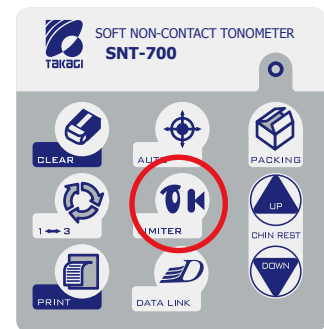 SOFT NON-CONTACT TONOMETER
TAKAGI
SNT-700
CLEAR
AUTO
PACKING
1 ↔ 3
LIMITER
UP
CHIN REST
DOWN
PRINT
DATA LINK